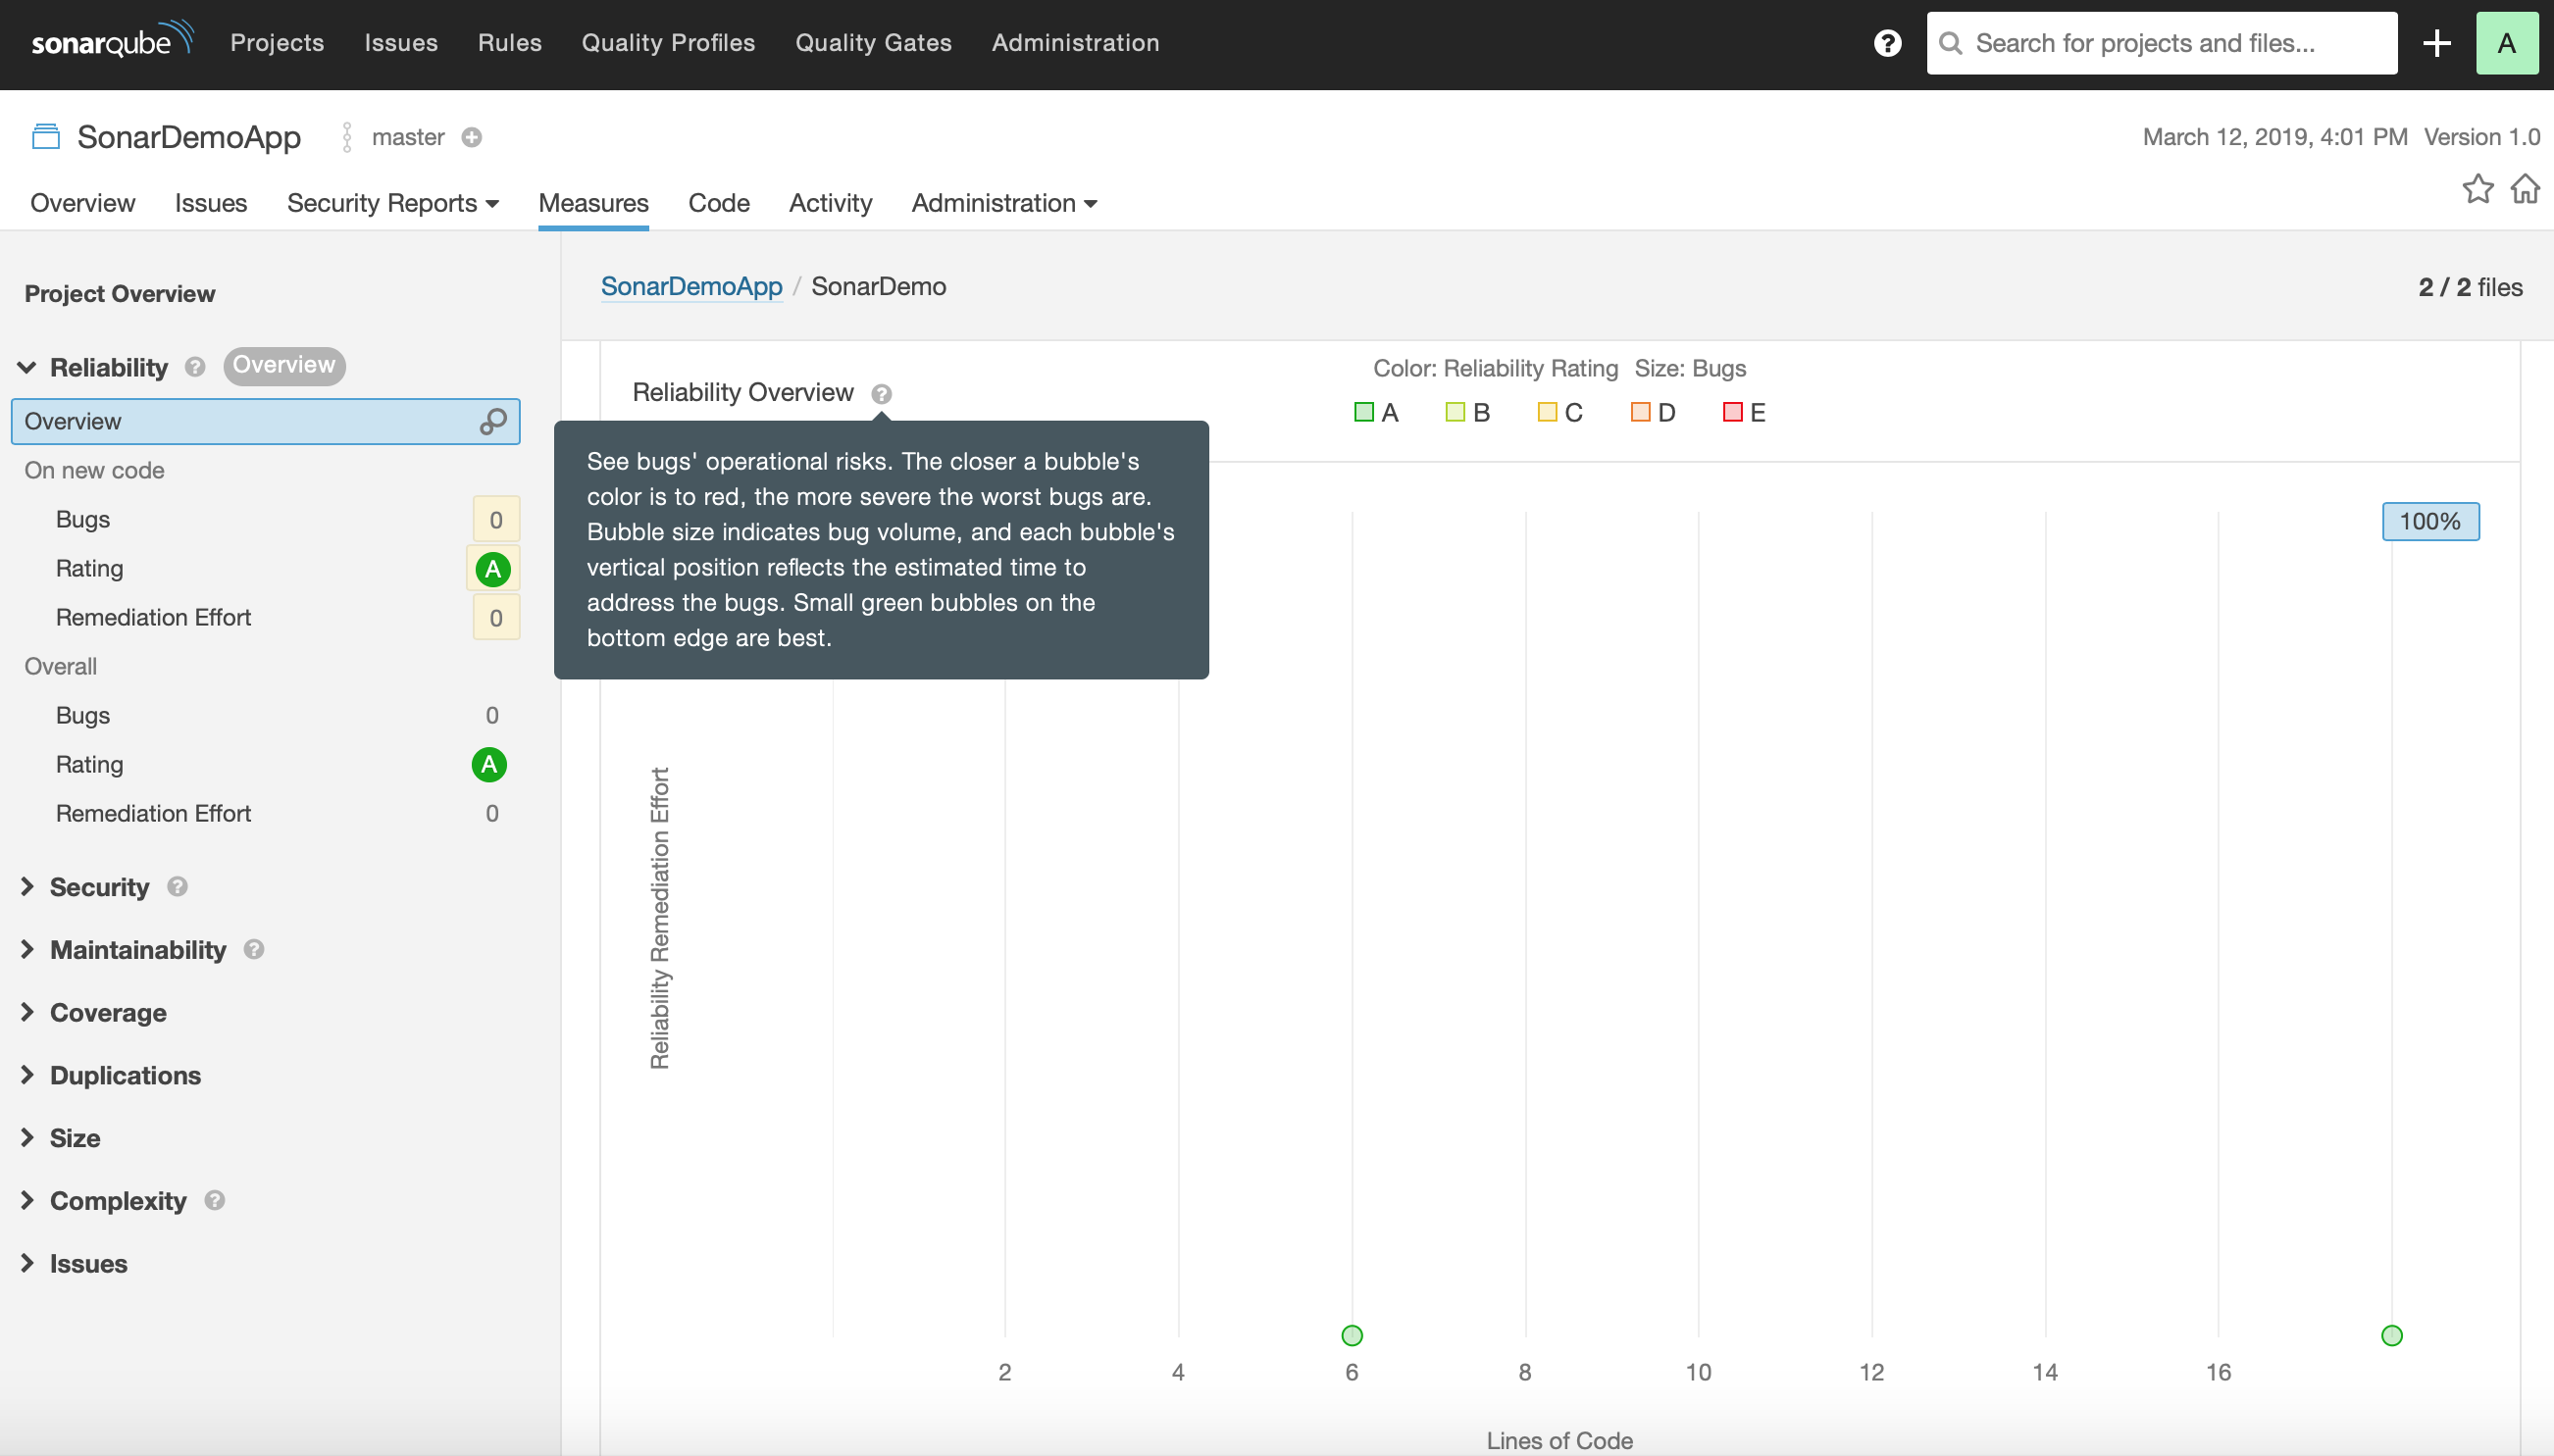 sonarqube Projects Issues Rules Quality Profiles Quality Gates Administration ? Search for projects and files... A
SonarDemoApp master March 12, 2019, 4:01 PM Version 1.0
Overview Issues Security Reports Measures Code Activity Administration
Project Overview
Reliability ? Overview
Overview
On new code
Bugs 0
Rating A
Remediation Effort 0
Overall
Bugs 0
Rating A
Remediation Effort 0
Security ?
Maintainability ?
Coverage
Duplications
Size
Complexity ?
Issues
SonarDemoApp / SonarDemo 2 / 2 files
Reliability Overview ?
Color: Reliability Rating Size: Bugs
A B C D E
See bugs' operational risks. The closer a bubble's
color is to red, the more severe the worst bugs are.
Bubble size indicates bug volume, and each bubble's
vertical position reflects the estimated time to
address the bugs. Small green bubbles on the
bottom edge are best.
100%
Reliability Remediation Effort
2 4 6 8 10 12 14 16
Lines of Code